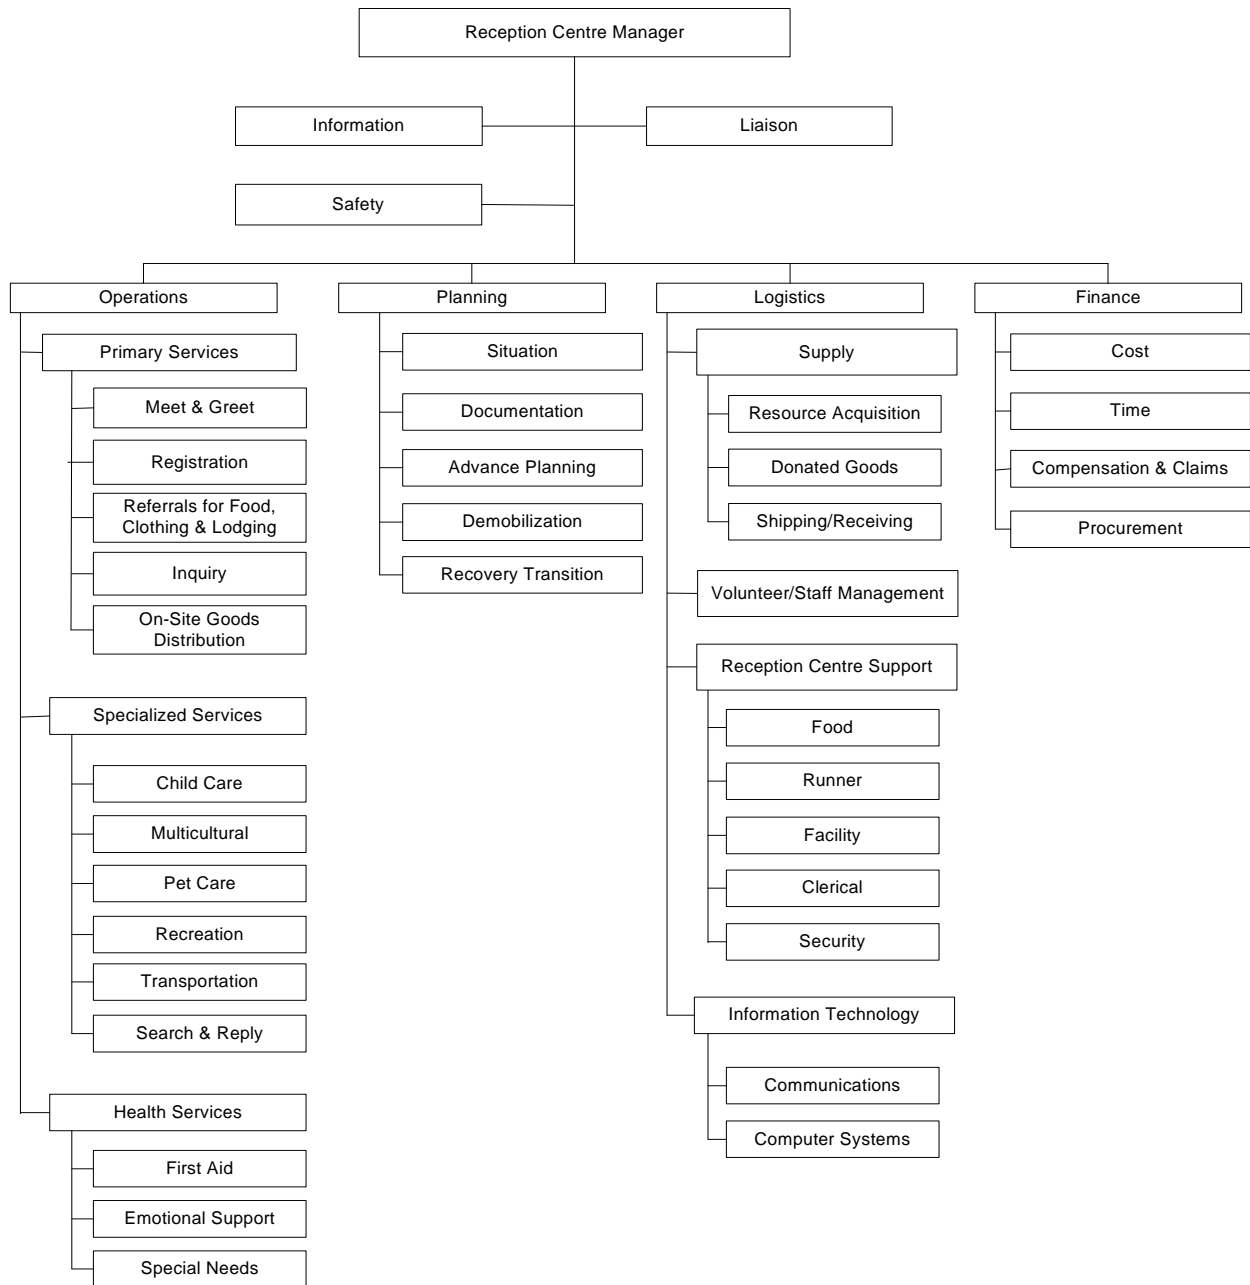 Reception Centre Manager
Information
Liaison
Safety
Operations
Planning
Logistics
Finance
Primary Services
Meet & Greet
Registration
Referrals for Food,
Clothing & Lodging
Inquiry
On-Site Goods
Distribution
Specialized Services
Child Care
Multicultural
Pet Care
Recreation
Transportation
Search & Reply
Health Services
First Aid
Emotional Support
Special Needs
Situation
Documentation
Advance Planning
Demobilization
Recovery Transition
Supply
Resource Acquisition
Donated Goods
Shipping/Receiving
Volunteer/Staff Management
Reception Centre Support
Food
Runner
Facility
Clerical
Security
Information Technology
Communications
Computer Systems
Cost
Time
Compensation & Claims
Procurement